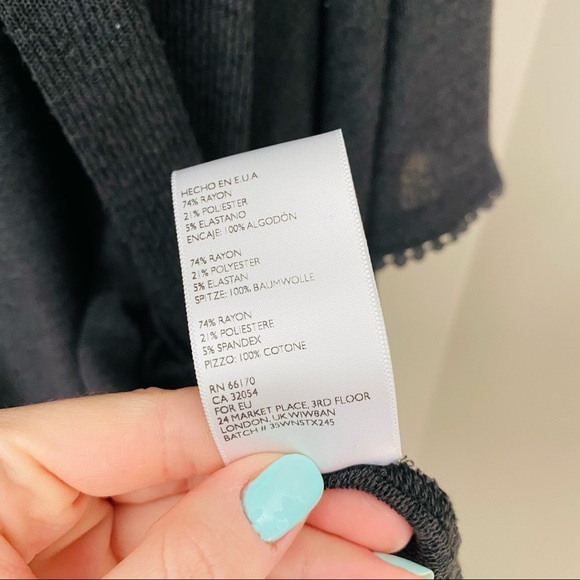 HECHO EN E.U.A
74% RAYON
21% POLIESTER
5% ELASTANO
ENCAJE: 100% ALGODÓN
74% RAYON
21% POLYESTER
5% ELASTAN
SPITZE: 100% BAUMWOLLE
74% RAYON
21% POLIESTERE
5% SPANDEX
PIZZO: 100% COTONE
RN 66170
CA 32054
FOR EU
24 MARKET PLACE, 3RD FLOOR
LONDON, UK WIW8AN
BATCH # 35WNSTX245